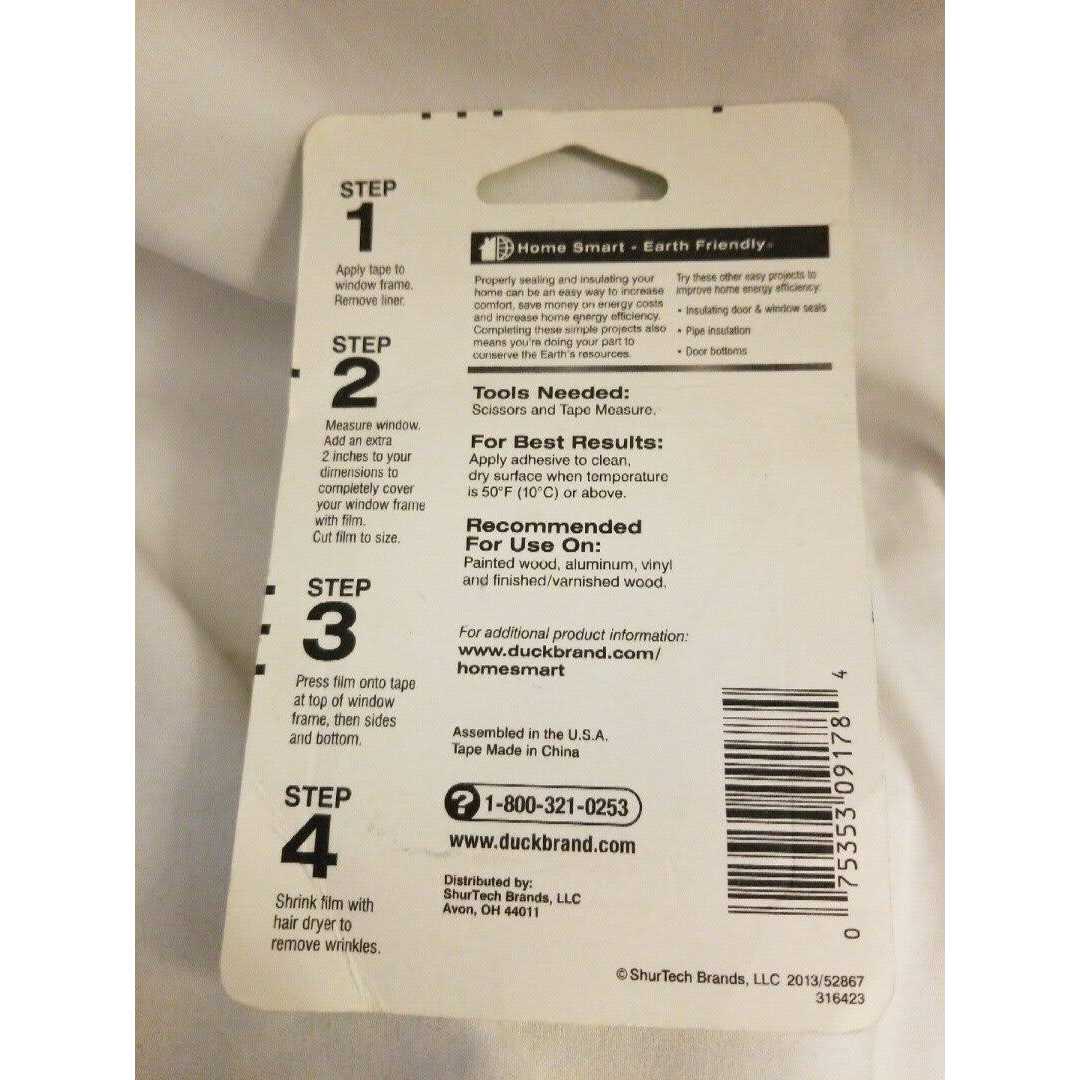 STEP
1
Apply tape to
window frame.
Remove liner.
STEP
2
Measure window.
Add an extra
2 inches to your
dimensions to
completely cover
your window frame
with film.
Cut film to size.
STEP
3
Press film onto tape
at top of window
frame, then sides
and bottom.
STEP
4
Shrink film with
hair dryer to
remove wrinkles.
Home Smart - Earth Friendly
Properly sealing and insulating your
home can be an easy way to increase
comfort, save money on energy costs
and increase home energy efficiency.
Completing these simple projects also
means you're doing your part to
conserve the Earth's resources.
Try these other easy projects to
improve home energy efficiency:
• Insulating door & window seals
• Pipe insulation
• Door bottoms
Tools Needed:
Scissors and Tape Measure.
For Best Results:
Apply adhesive to clean,
dry surface when temperature
is 50°F (10°C) or above.
Recommended
For Use On:
Painted wood, aluminum, vinyl
and finished/varnished wood.
For additional product information:
www.duckbrand.com/
homesmart
Assembled in the U.S.A.
Tape Made in China
? 1-800-321-0253
www.duckbrand.com
Distributed by:
ShurTech Brands, LLC
Avon, OH 44011
0 75353 09178 4
© ShurTech Brands, LLC 2013/52867
316423